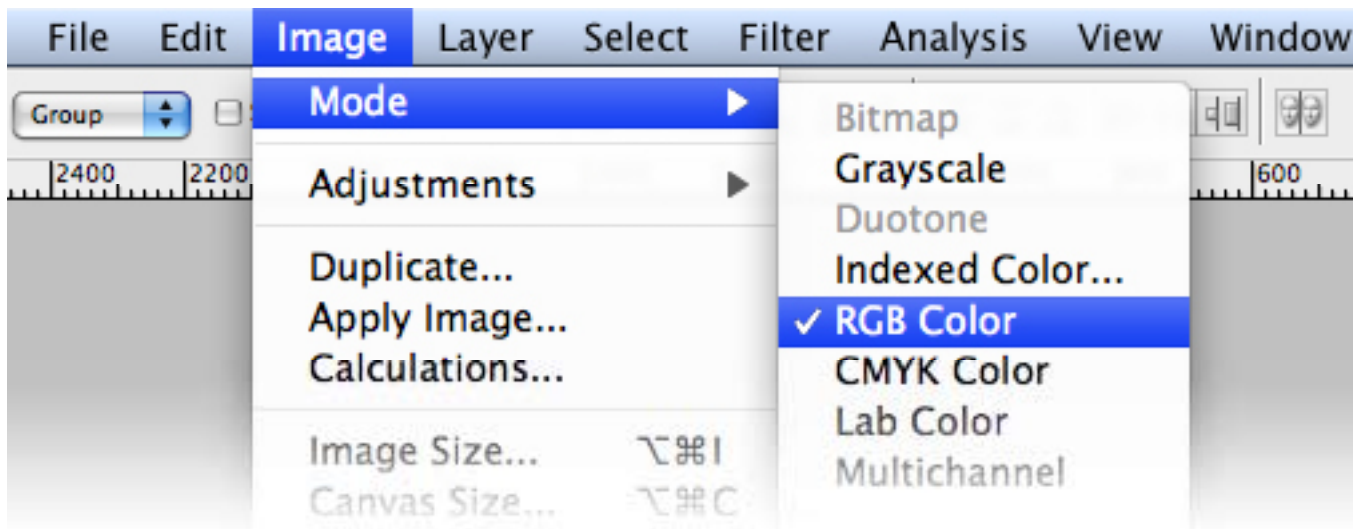 File Edit Image Layer Select Filter Analysis View Window
Group
2400 2200 600
Mode
Adjustments
Duplicate...
Apply Image...
Calculations...
Image Size... ⌥⌘I
Canvas Size... ⌥⌘C
Bitmap
Grayscale
Duotone
Indexed Color...
✓ RGB Color
CMYK Color
Lab Color
Multichannel